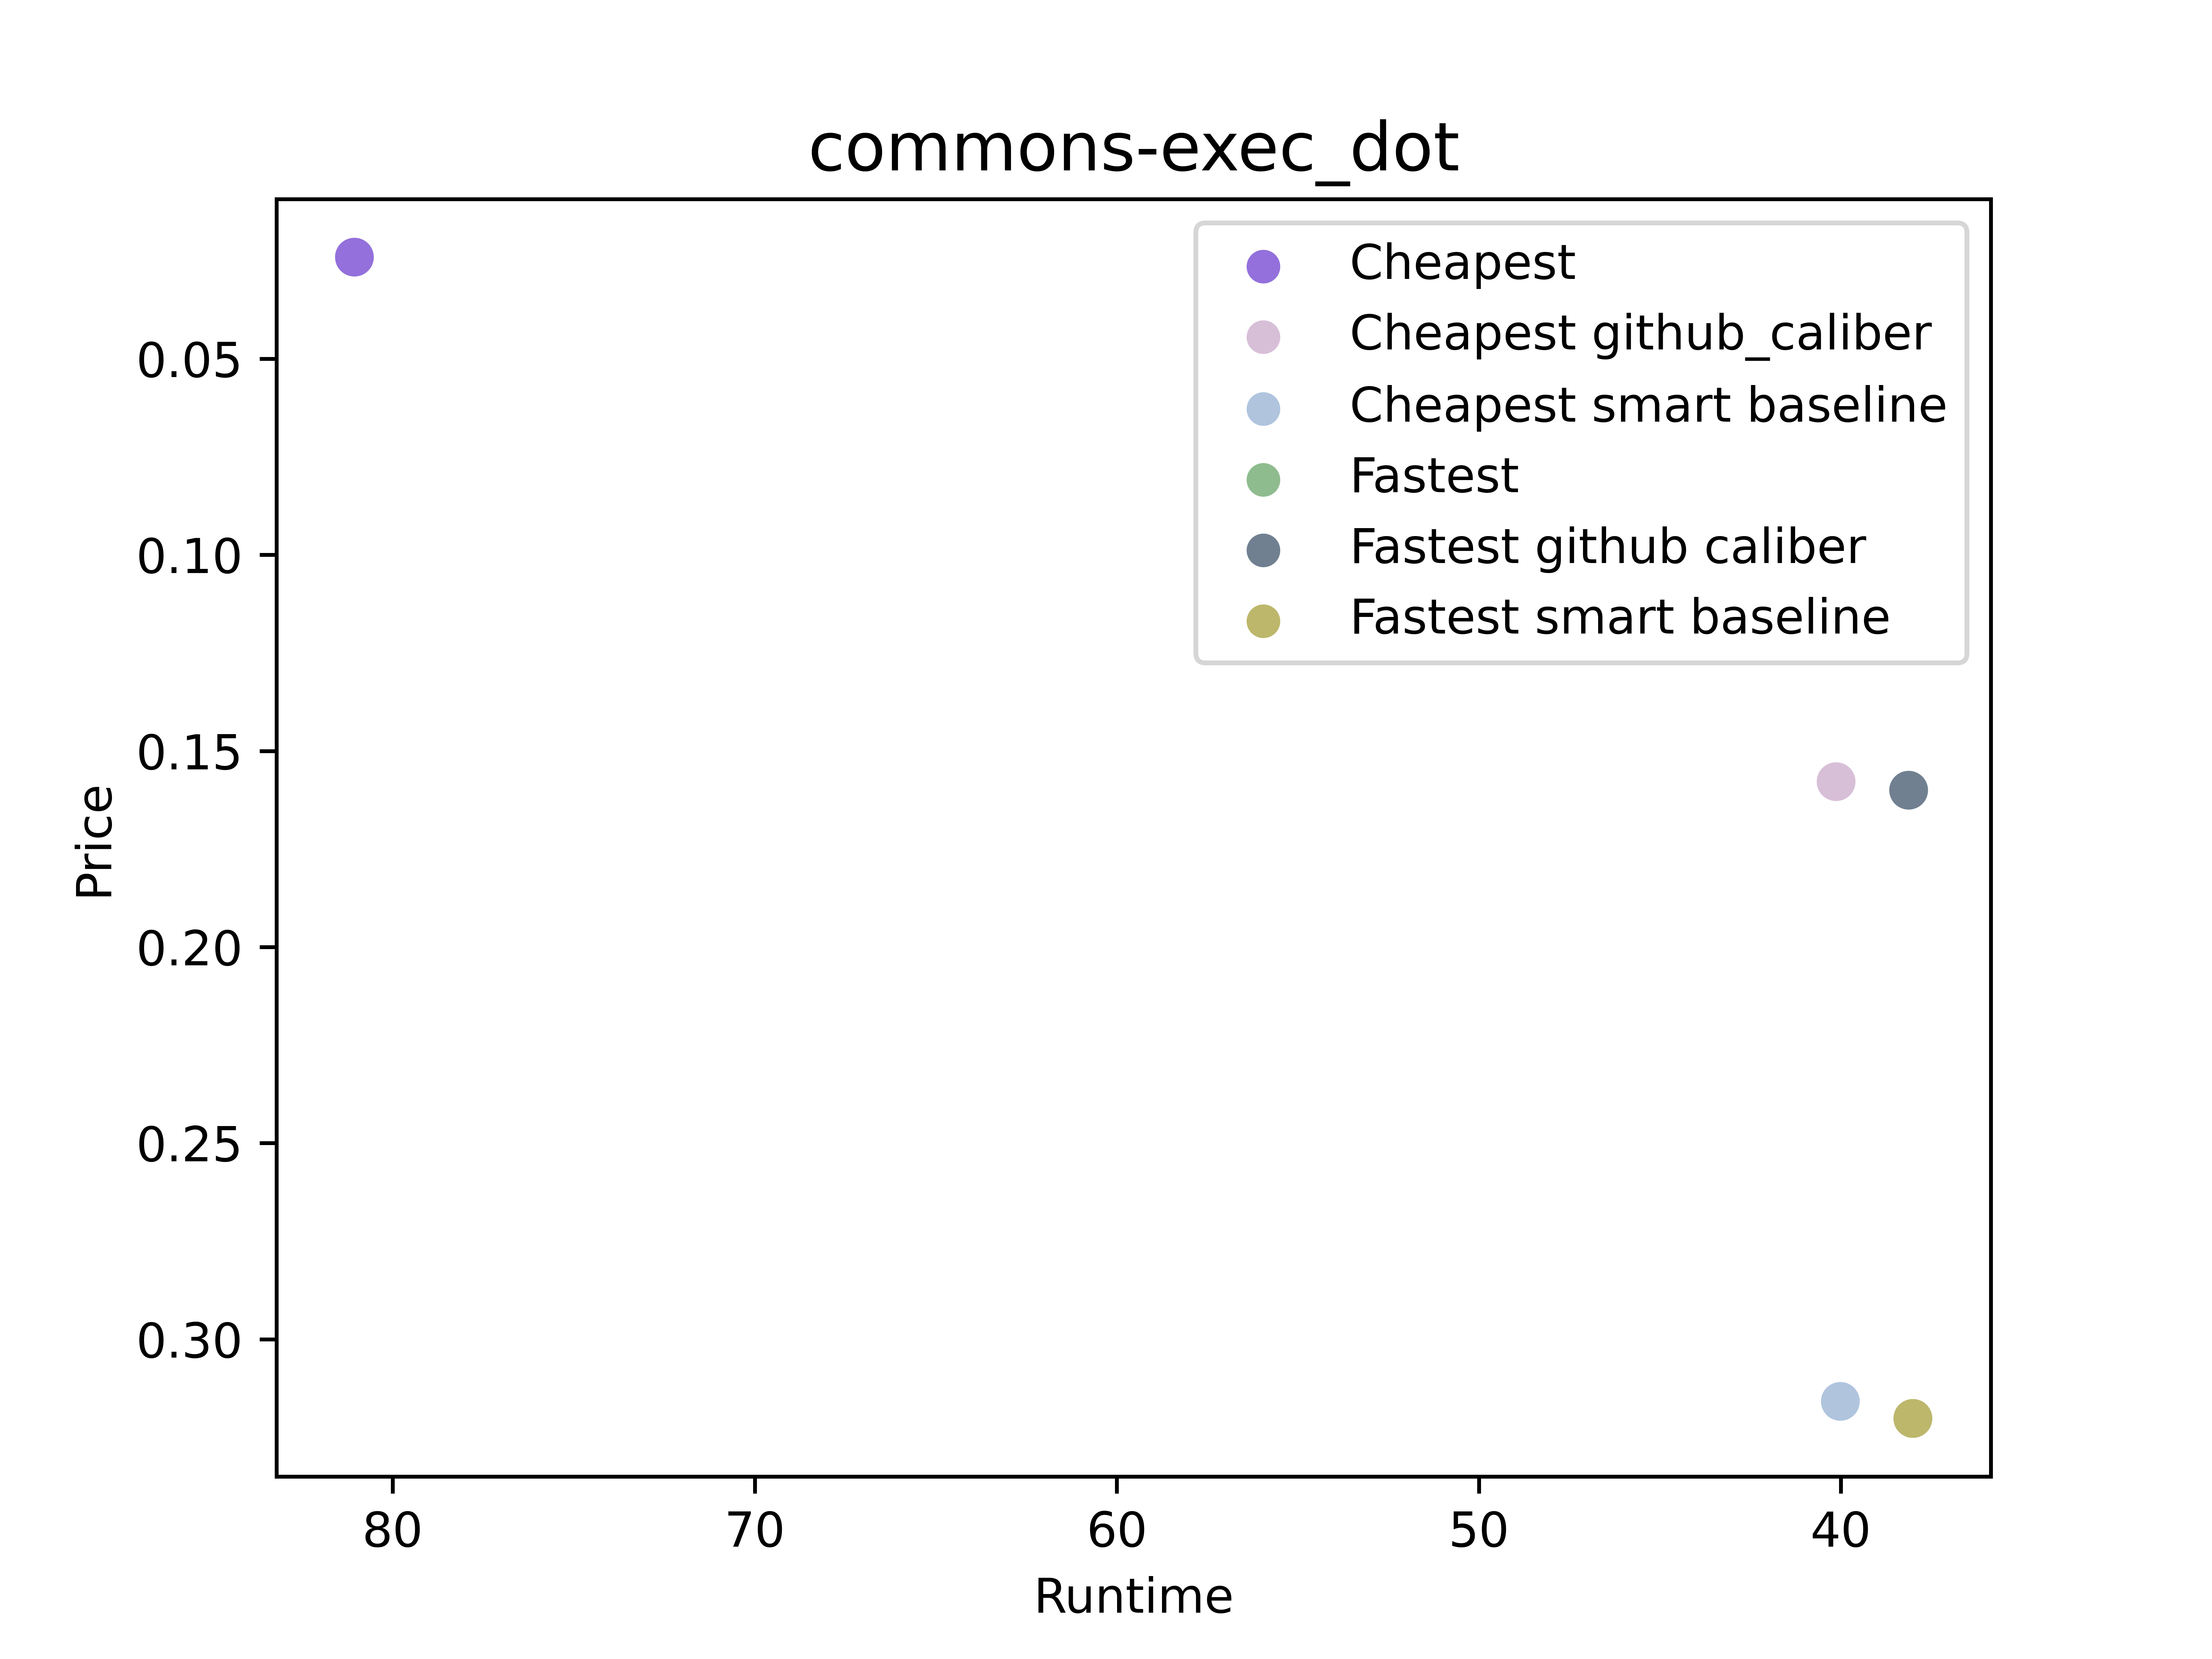 commons-exec_dot
Cheapest
Cheapest github_caliber
Cheapest smart baseline
Fastest
Fastest github caliber
Fastest smart baseline
Price
0.05
0.10
0.15
0.20
0.25
0.30
80 70 60 50 40
Runtime